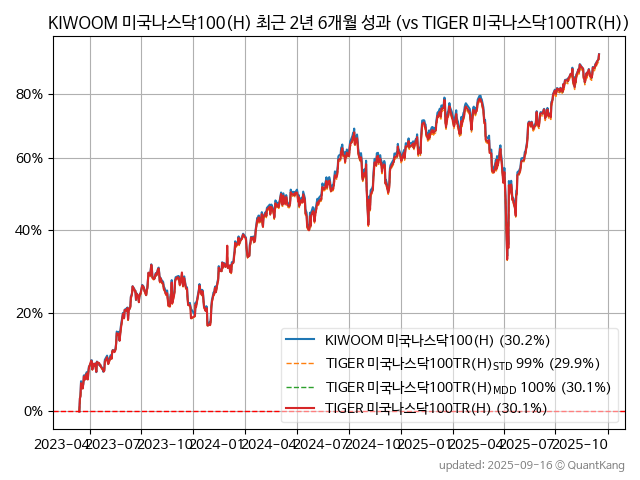 KIWOOM 미국나스닥100(H) 최근 2년 6개월 성과 (vs TIGER 미국나스닥100TR(H))
80%
60%
40%
20%
0%
KIWOOM 미국나스닥100(H) (30.2%)
TIGER 미국나스닥100TR(H)STD 99% (29.9%)
TIGER 미국나스닥100TR(H)MDD 100% (30.1%)
TIGER 미국나스닥100TR(H) (30.1%)
2023-04 2023-07 2023-10 2024-01 2024-04 2024-07 2024-10 2025-01 2025-04 2025-07 2025-10
updated: 2025-09-16 © QuantKang